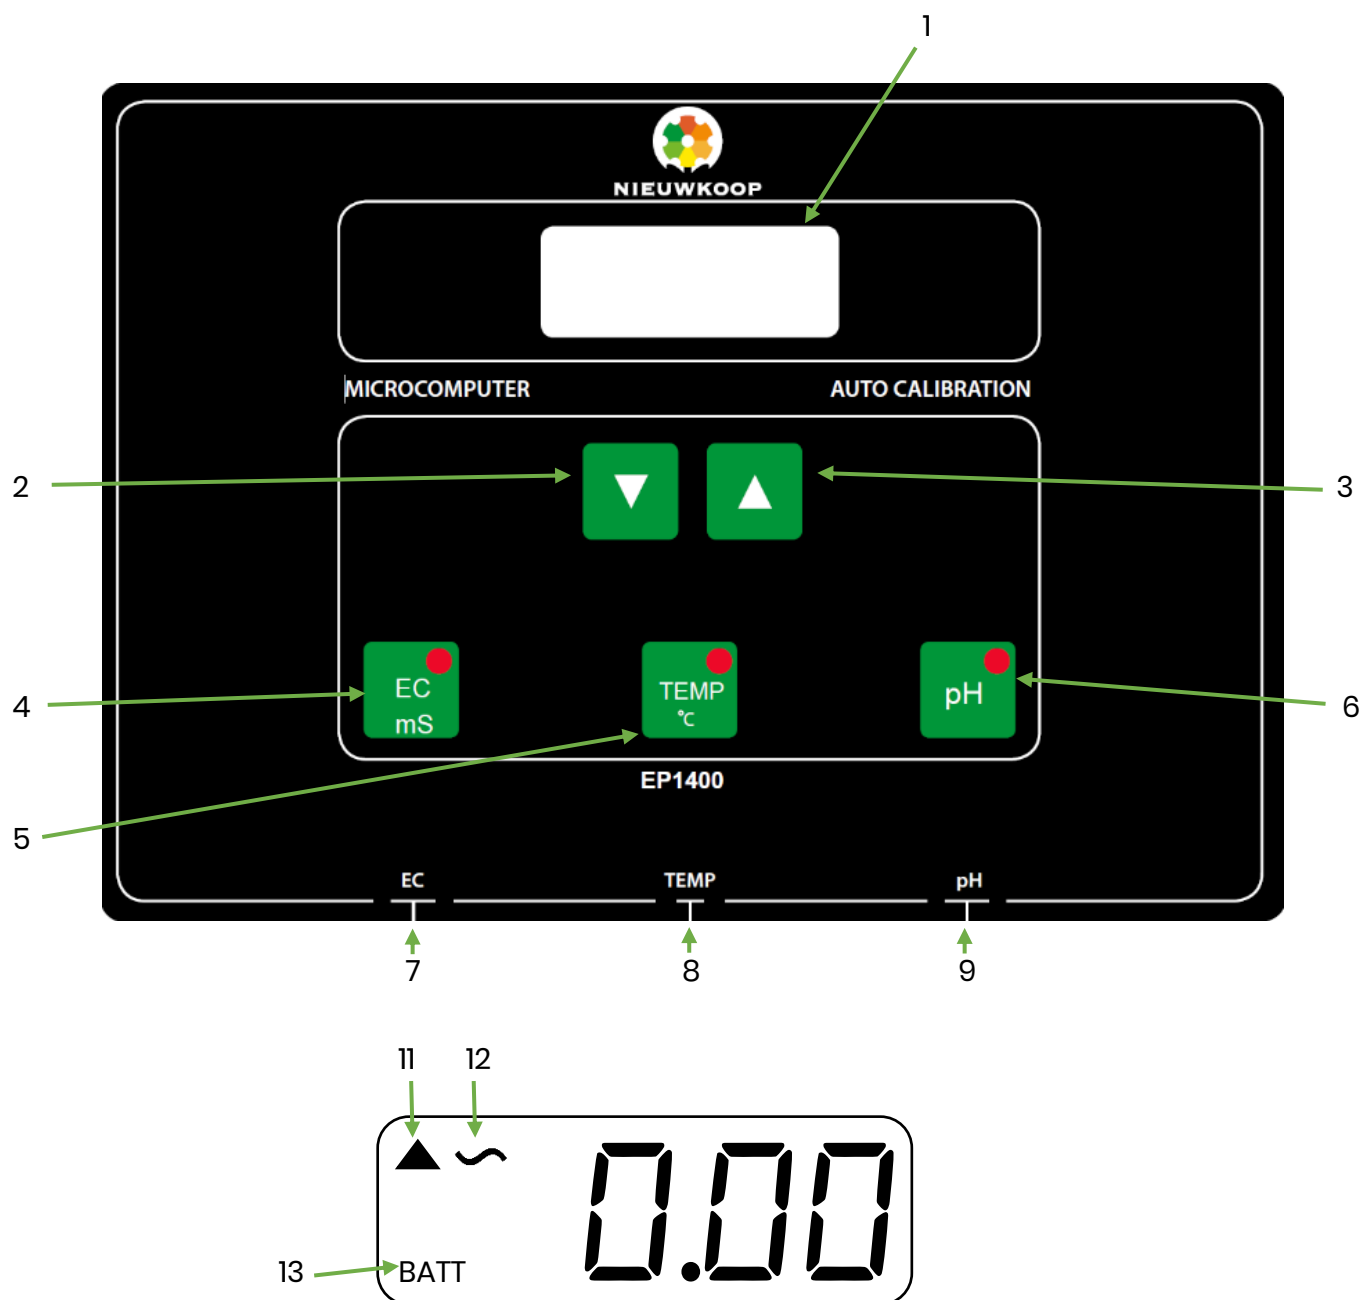 1
NIEUWKOOP
MICROCOMPUTER AUTO CALIBRATION
2 ▼ ▲ 3
EC
mS
TEMP
°C
pH
4
6
EP1400
5
EC TEMP pH
7 8 9
11 12
0.00
13 BATT